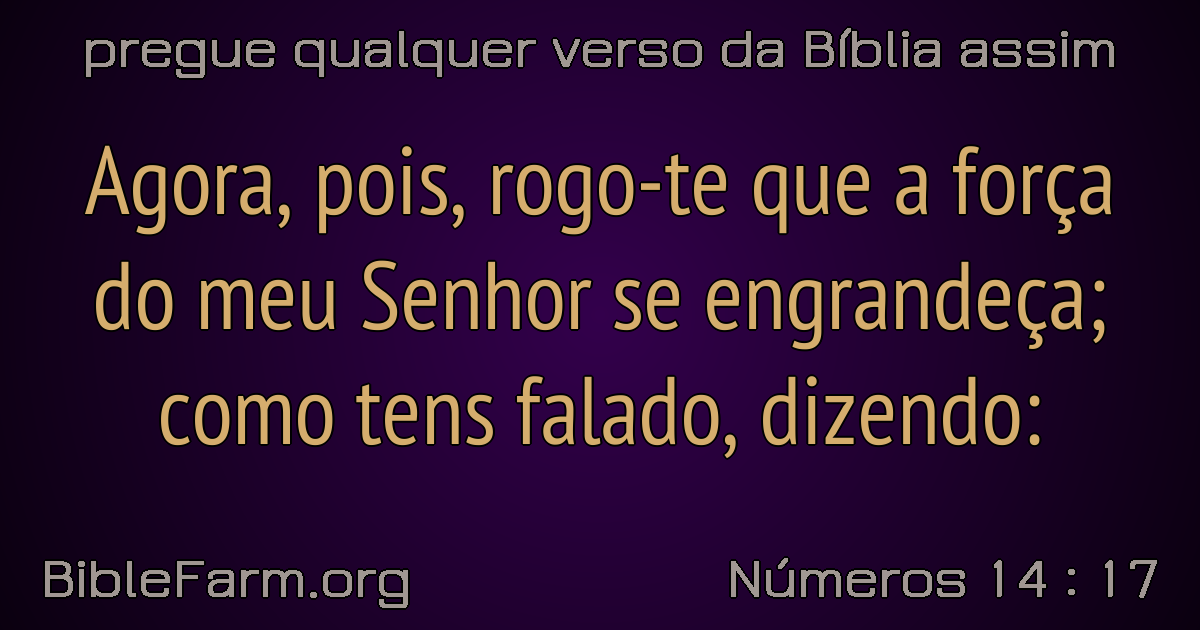 pregue qualquer verso da Bíblia assim
Agora, pois, rogo-te que a força
do meu Senhor se engrandeça;
como tens falado, dizendo:
BibleFarm.org
Números 14 : 17